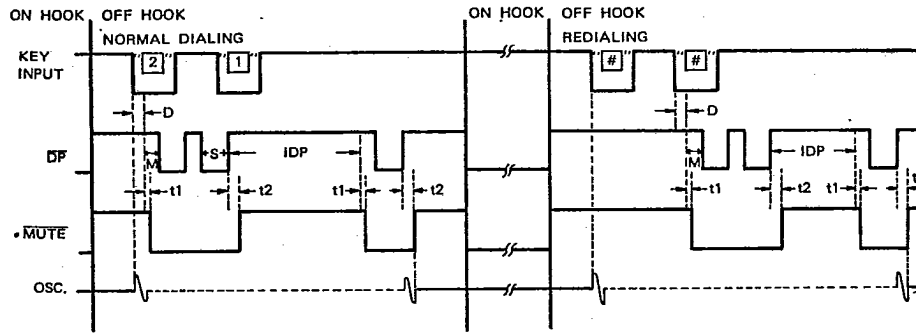 ON HOOK OFF HOOK ON HOOK OFF HOOK
NORMAL DIALING REDIALING
KEY INPUT 2 1 # #
D D
DP M S IDP M IDP
t1 t2 t1 t2 t1 t2 t1 t
MUTE
OSC.